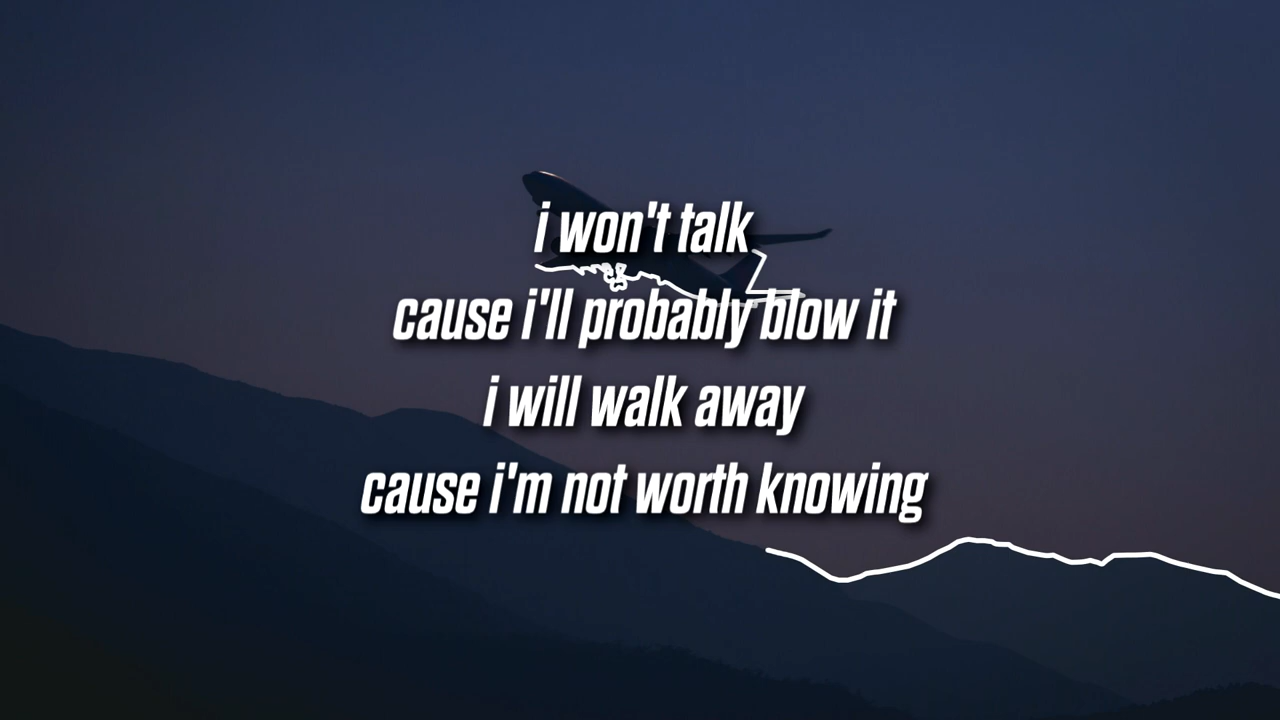 i won't talk
cause i'll probably blow it
i will walk away
cause i'm not worth knowing